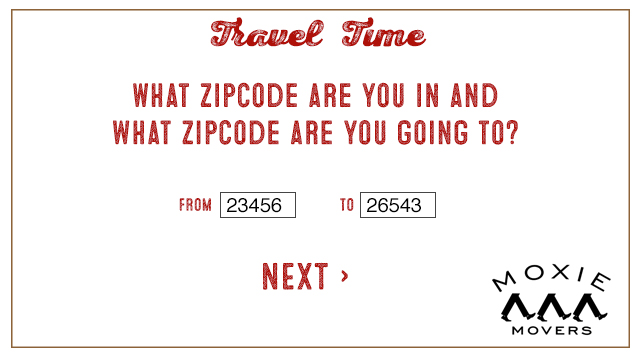 Travel Time
WHAT ZIPCODE ARE YOU IN AND
WHAT ZIPCODE ARE YOU GOING TO?
FROM 23456 TO 26543
NEXT ›
MOXIE
MOVERS